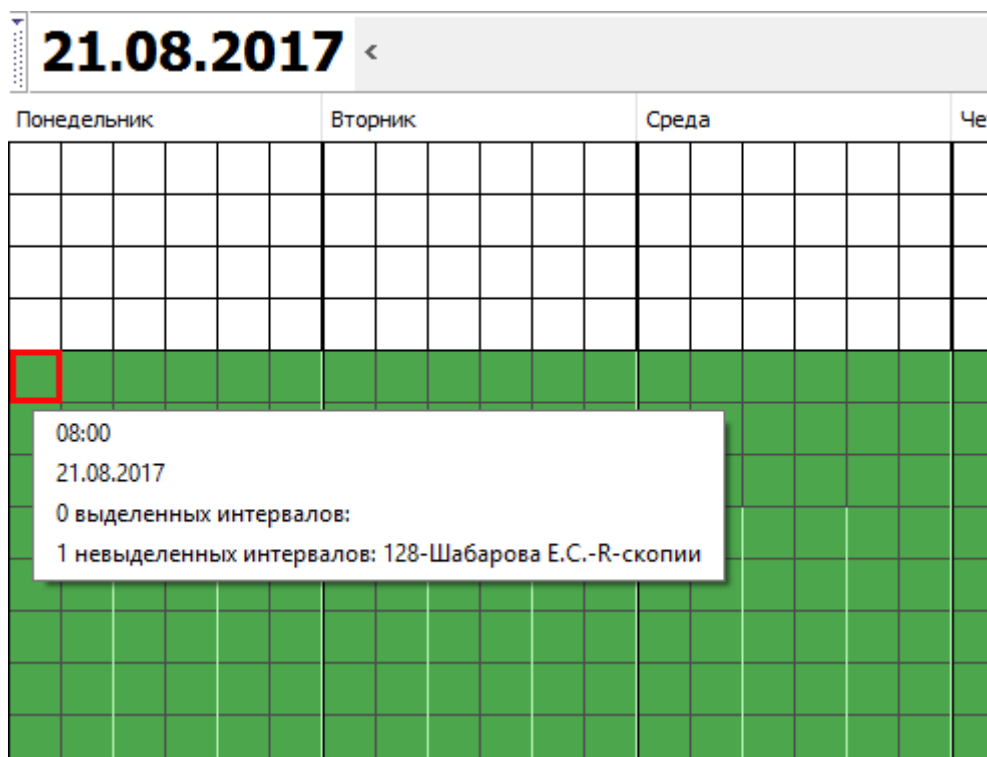 21.08.2017 <
Понедельник Вторник Среда Че
08:00
21.08.2017
0 выделенных интервалов:
1 невыделенных интервалов: 128-Шабарова Е.С.-R-скопии